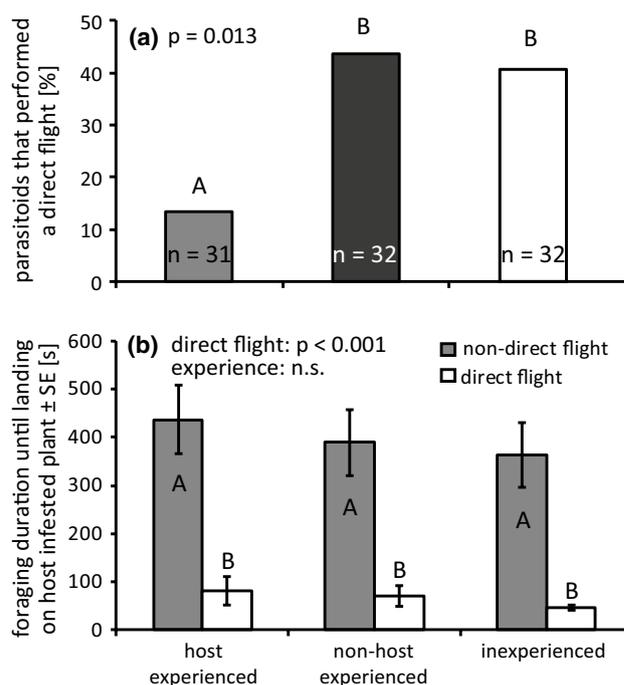 (a) p = 0.013
parasitoids that performed
a direct flight [%]
50
40
30
20
10
0
A
B
B
n = 31
n = 32
n = 32
(b) direct flight: p < 0.001
experience: n.s.
non-direct flight
direct flight
foraging duration until landing
on host infested plant ± SE [s]
600
500
400
300
200
100
0
A
B
A
B
A
B
host
experienced
non-host
experienced
inexperienced